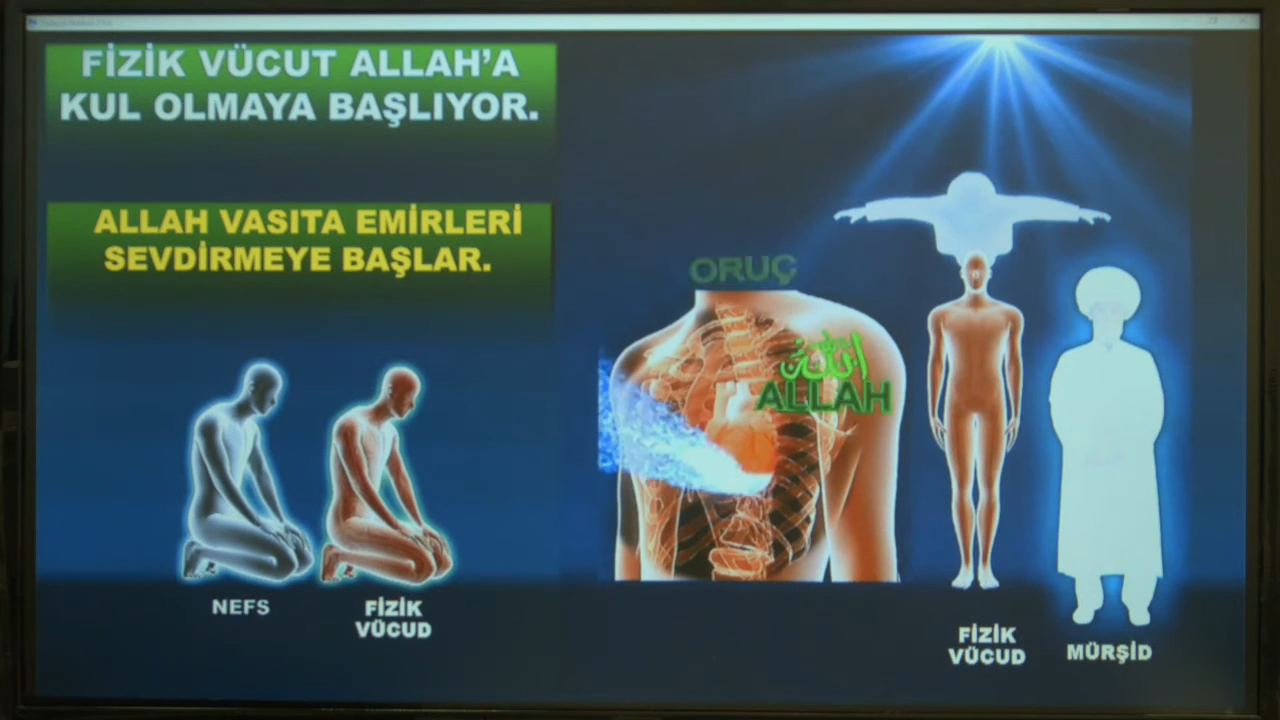 FİZİK VÜCUT ALLAH'A
KUL OLMAYA BAŞLIYOR.
ALLAH VASITA EMİRLERİ
SEVDİRMEYE BAŞLAR.
ORUÇ
الله
ALLAH
NEFS
FİZİK
VÜCUD
FİZİK
VÜCUD
MÜRŞİD